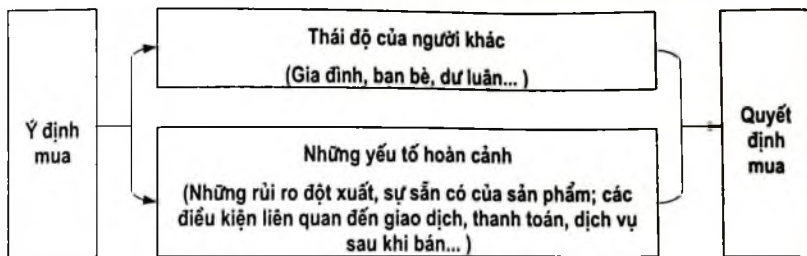 Ý định
mua
Thái độ của người khác
(Gia đình, bạn bè, dư luận... )
Những yếu tố hoàn cảnh
(Những rủi ro đột xuất, sự sẵn có của sản phẩm; các
điều kiện liên quan đến giao dịch, thanh toán, dịch vụ
sau khi bán... )
Quyết
định
mua